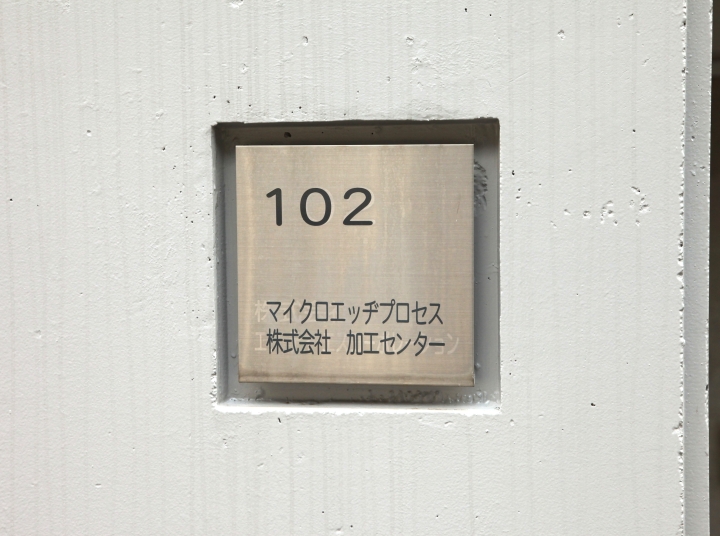 102
マイクロエッヂプロセス
株式会社 加工センター